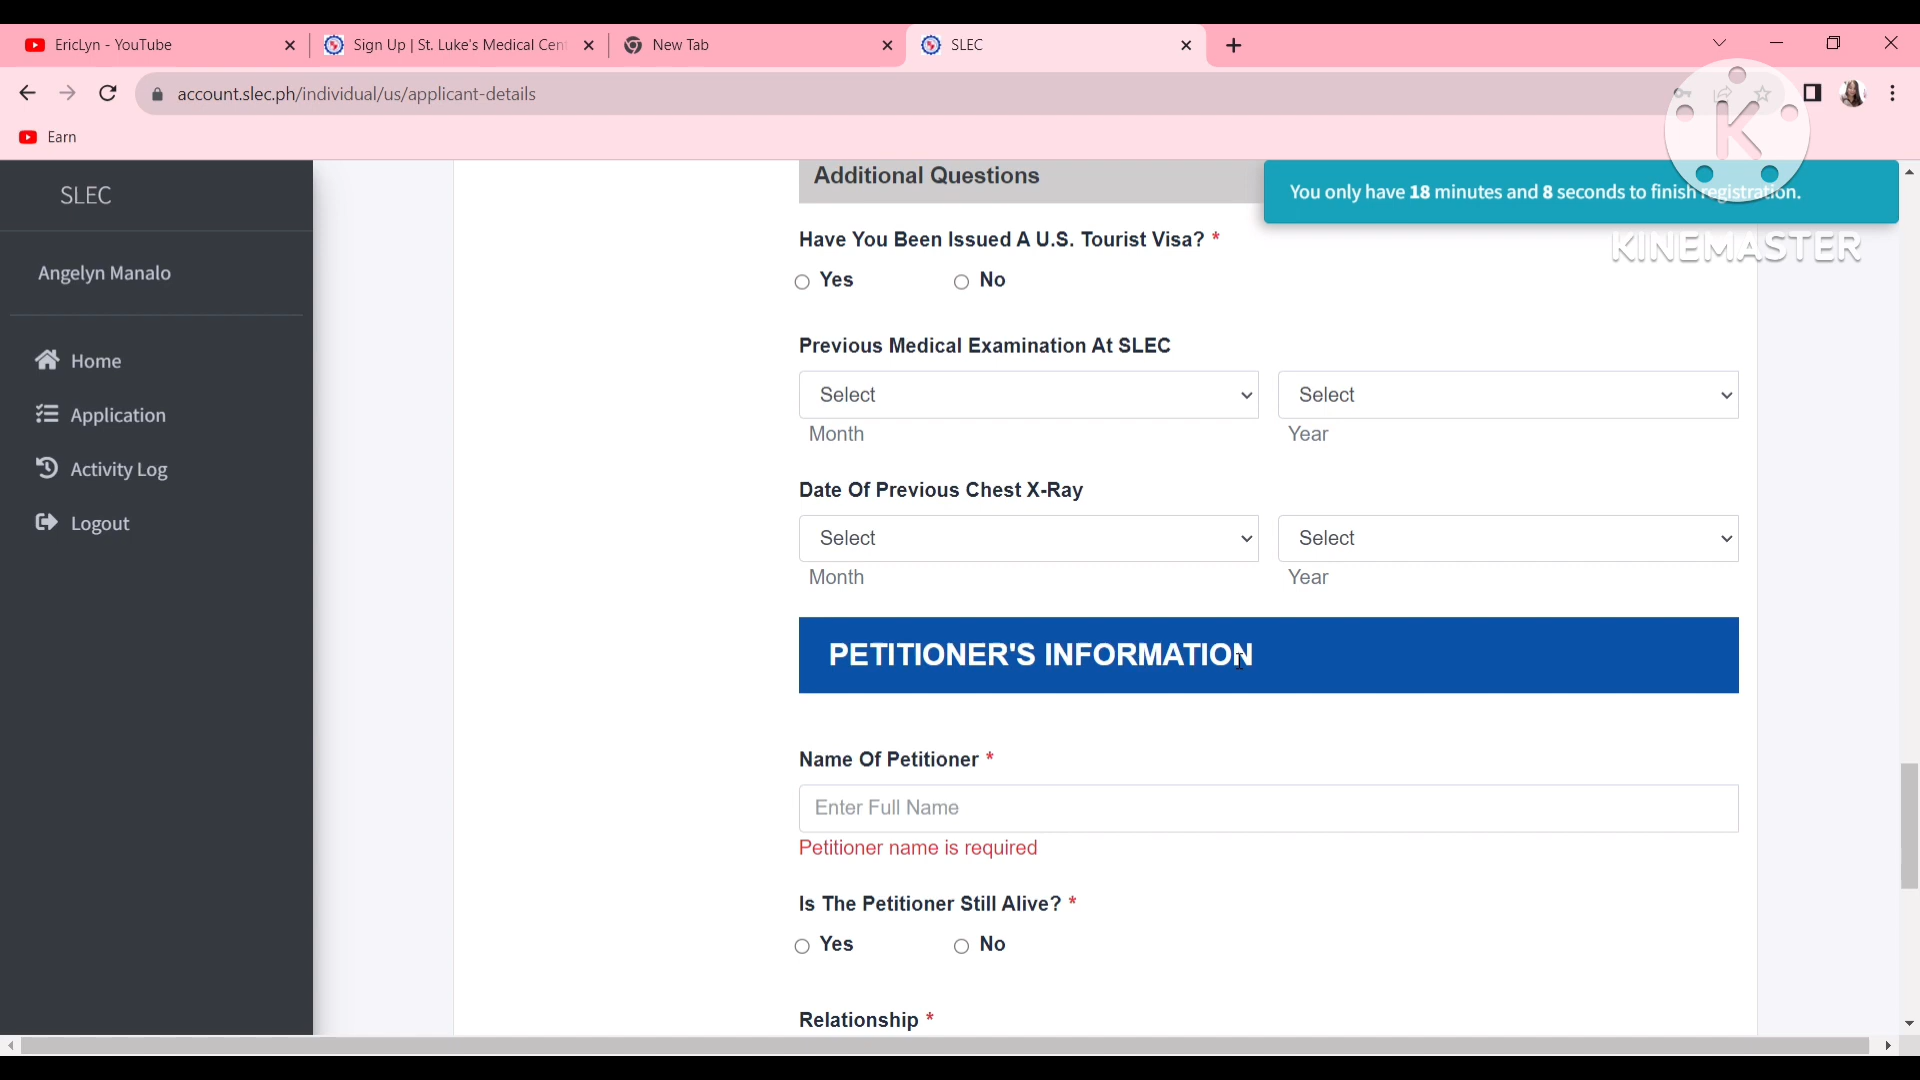 EricLyn - YouTube
Sign Up | St. Luke's Medical Cen
New Tab
SLEC
account.slec.ph/individual/us/applicant-details
Earn
SLEC
Angelyn Manalo
Home
Application
Activity Log
Logout
Additional Questions
You only have 18 minutes and 8 seconds to finish registration.
KINEMASTER
Have You Been Issued A U.S. Tourist Visa? *
Yes No
Previous Medical Examination At SLEC
Select Select
Month Year
Date Of Previous Chest X-Ray
Select Select
Month Year
PETITIONER'S INFORMATION
Name Of Petitioner *
Enter Full Name
Petitioner name is required
Is The Petitioner Still Alive? *
Yes No
Relationship *